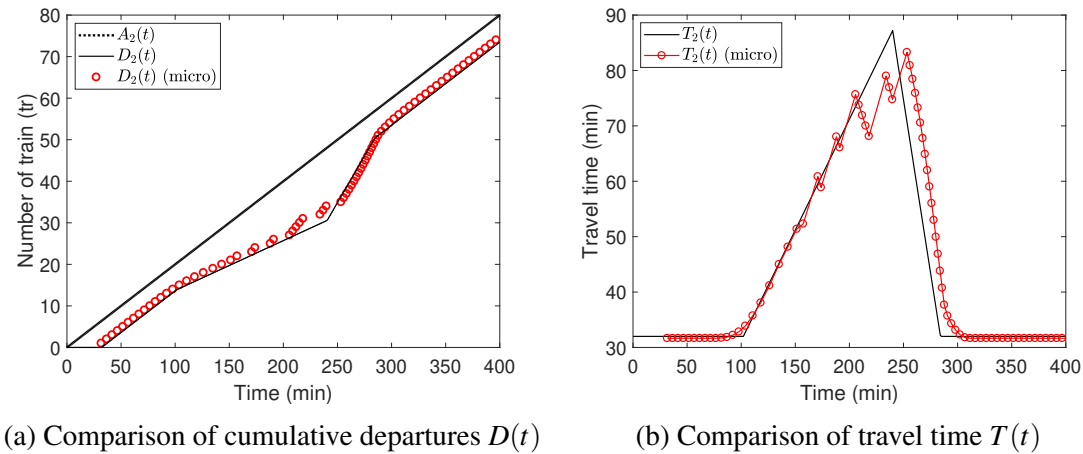 80
70
60
50
40
30
20
10
0
Number of train (tr)
A₂(t)
D₂(t)
D₂(t) (micro)
0 50 100 150 200 250 300 350 400
Time (min)
(a) Comparison of cumulative departures D(t)
90
80
70
60
50
40
30
Travel time (min)
T₂(t)
T₂(t) (micro)
0 50 100 150 200 250 300 350 400
Time (min)
(b) Comparison of travel time T(t)